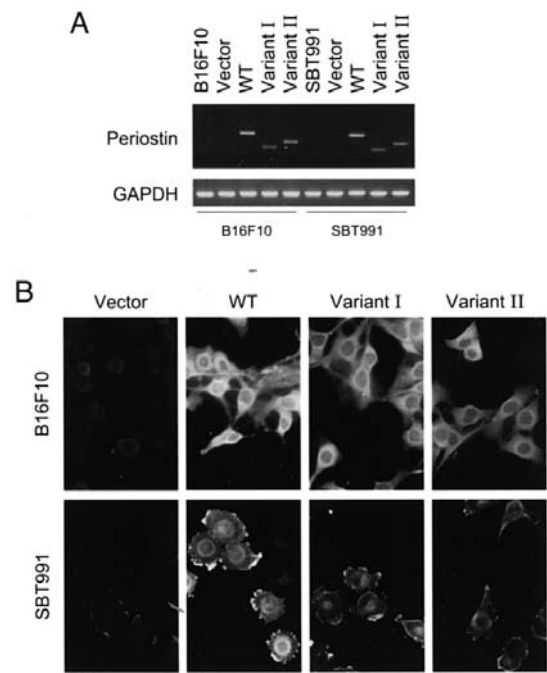 A
B16F10
Vector
WT
Variant I
Variant II
SBT991
Vector
WT
Variant I
Variant II
Periostin
GAPDH
B16F10 SBT991
B
Vector WT Variant I Variant II
B16F10
SBT991